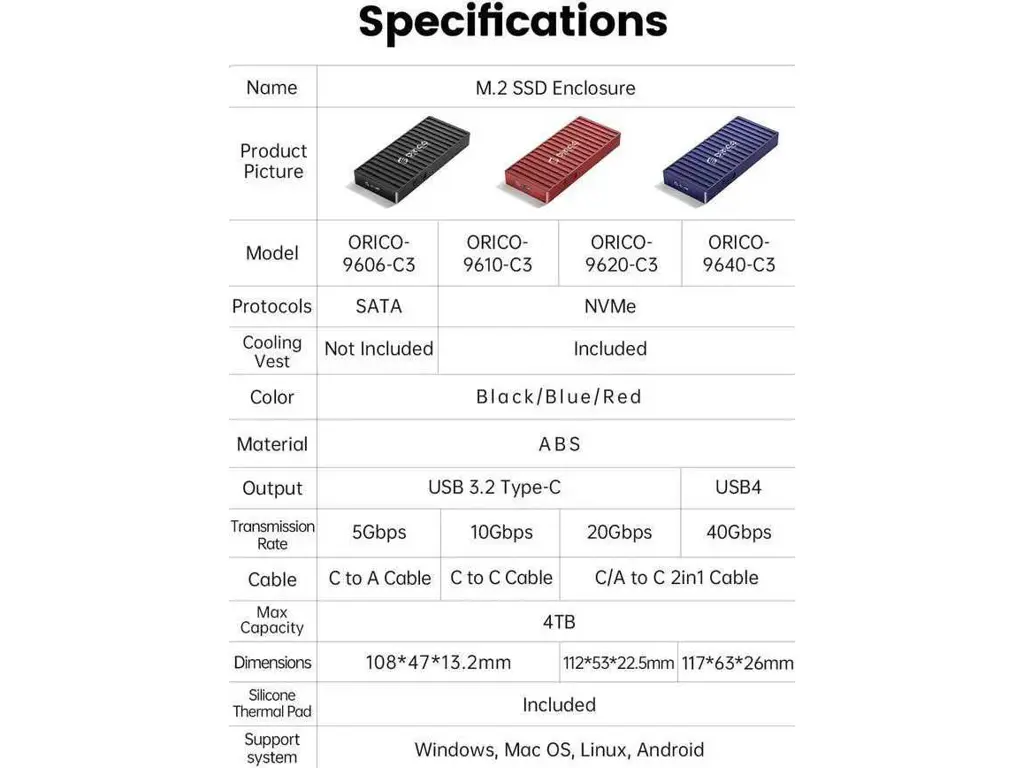 Specifications
Name M.2 SSD Enclosure
Product
Picture
ORICO ORICO ORICO
Model ORICO-9606-C3 ORICO-9610-C3 ORICO-9620-C3 ORICO-9640-C3
Protocols SATA NVMe
Cooling Vest Not Included Included
Color Black/Blue/Red
Material ABS
Output USB 3.2 Type-C USB4
Transmission Rate 5Gbps 10Gbps 20Gbps 40Gbps
Cable C to A Cable C to C Cable C/A to C 2in1 Cable
Max Capacity 4TB
Dimensions 108*47*13.2mm 112*53*22.5mm 117*63*26mm
Silicone Thermal Pad Included
Support system Windows, Mac OS, Linux, Android